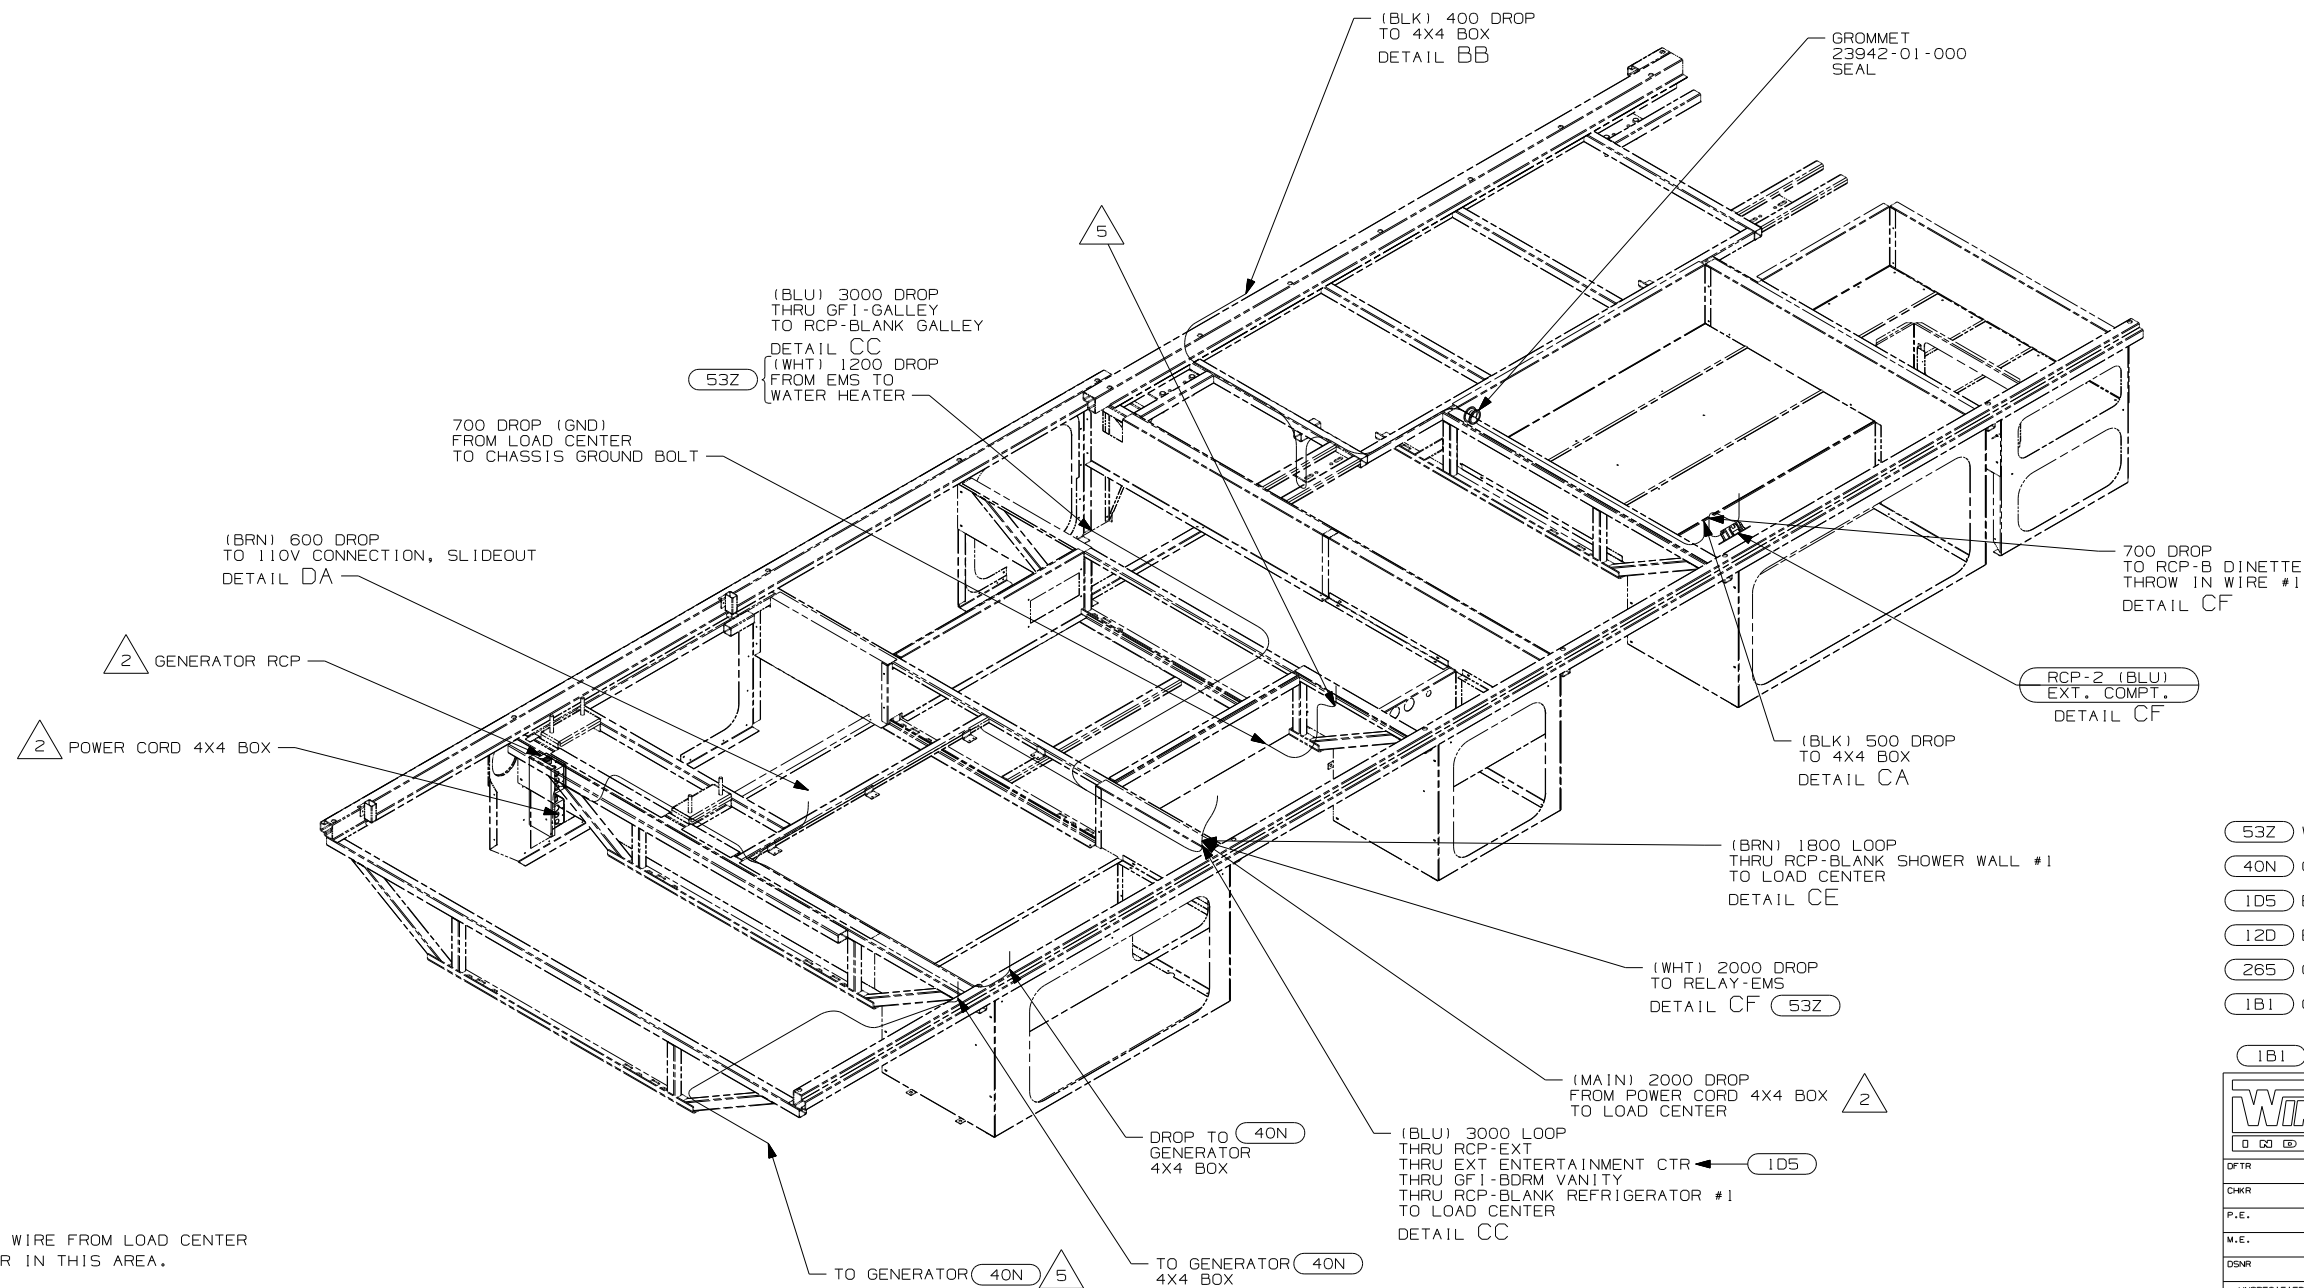 (BLK) 400 DROP
TO 4X4 BOX
DETAIL BB
GROMMET
23942-01-000
SEAL
5
(BLU) 3000 DROP
THRU GFI-GALLEY
TO RCP-BLANK GALLEY
DETAIL CC
53Z
(WHT) 1200 DROP
FROM EMS TO
WATER HEATER
700 DROP (GND)
FROM LOAD CENTER
TO CHASSIS GROUND BOLT
(BRN) 600 DROP
TO 110V CONNECTION, SLIDEOUT
DETAIL DA
2 GENERATOR RCP
2 POWER CORD 4X4 BOX
700 DROP
TO RCP-B DINETTE
THROW IN WIRE #1
DETAIL CF
RCP-2 (BLU)
EXT. COMPT.
DETAIL CF
(BLK) 500 DROP
TO 4X4 BOX
DETAIL CA
(BRN) 1800 LOOP
THRU RCP-BLANK SHOWER WALL #1
TO LOAD CENTER
DETAIL CE
(WHT) 2000 DROP
TO RELAY-EMS
DETAIL CF 53Z
(MAIN) 2000 DROP
FROM POWER CORD 4X4 BOX
TO LOAD CENTER
2
(BLU) 3000 LOOP
THRU RCP-EXT
THRU EXT ENTERTAINMENT CTR 1D5
THRU GFI-BDRM VANITY
THRU RCP-BLANK REFRIGERATOR #1
TO LOAD CENTER
DETAIL CC
DROP TO 40N
GENERATOR
4X4 BOX
TO GENERATOR 40N
4X4 BOX
TO GENERATOR 40N 5
WIRE FROM LOAD CENTER
R IN THIS AREA.
53Z
40N
1D5
12D
265
1B1
1B1
WIN
IND
DFTR
CHKR
P.E.
M.E.
DSNR